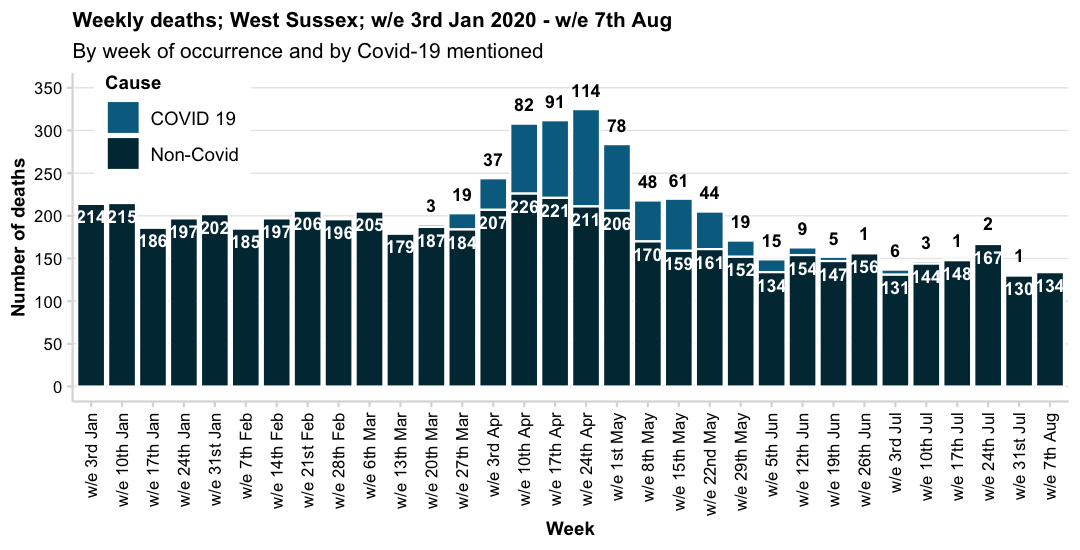 Weekly deaths; West Sussex; w/e 3rd Jan 2020 - w/e 7th Aug
By week of occurrence and by Covid-19 mentioned
Cause
COVID 19
Non-Covid
Number of deaths
350
300
250
200
150
100
50
0
3 19 37 82 91 114 78 48 61 44 19 15 9 5 1 6 3 1 2 1
214 215 186 197 202 185 197 206 196 205 179 187 184 207 226 221 211 206 170 159 161 152 134 154 147 156 131 144 148 167 130 134
w/e 3rd Jan
w/e 10th Jan
w/e 17th Jan
w/e 24th Jan
w/e 31st Jan
w/e 7th Feb
w/e 14th Feb
w/e 21st Feb
w/e 28th Feb
w/e 6th Mar
w/e 13th Mar
w/e 20th Mar
w/e 27th Mar
w/e 3rd Apr
w/e 10th Apr
w/e 17th Apr
w/e 24th Apr
w/e 1st May
w/e 8th May
w/e 15th May
w/e 22nd May
w/e 29th May
w/e 5th Jun
w/e 12th Jun
w/e 19th Jun
w/e 26th Jun
w/e 3rd Jul
w/e 10th Jul
w/e 17th Jul
w/e 24th Jul
w/e 31st Jul
w/e 7th Aug
Week